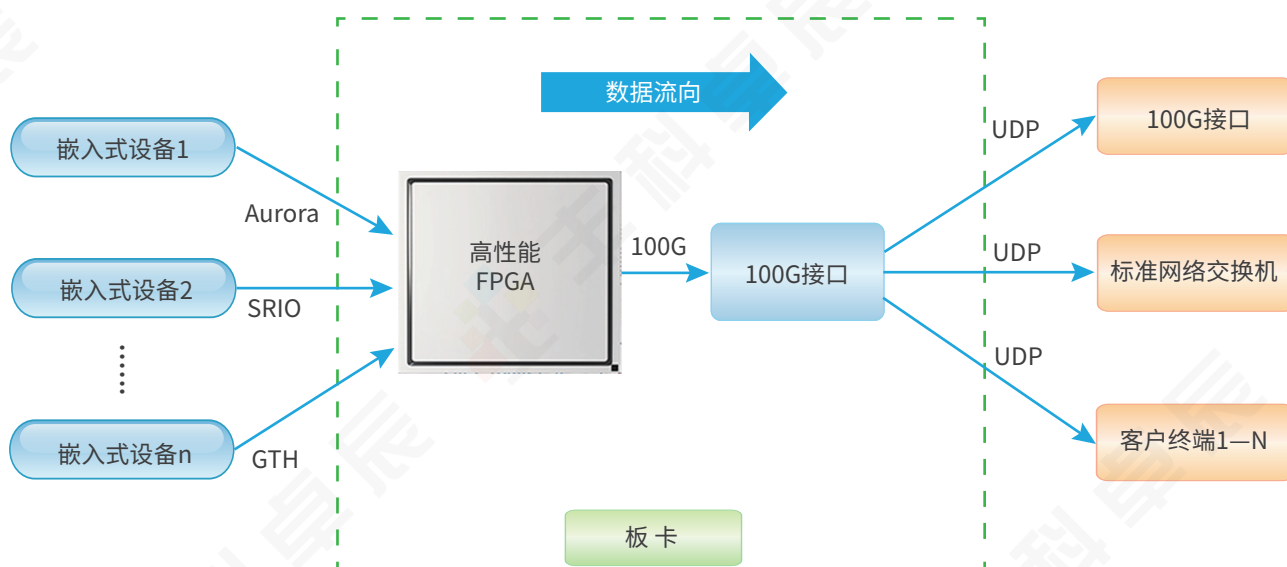 数据流向
嵌入式设备1
Aurora
嵌入式设备2
SRIO
......
嵌入式设备n
GTH
高性能
FPGA
100G
100G接口
UDP
100G接口
UDP
标准网络交换机
UDP
客户终端1—N
板 卡